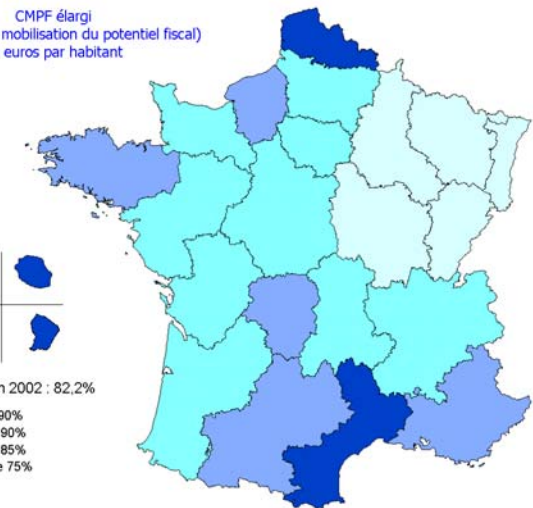 CMPF élargi
mobilisation du potentiel fiscal)
euros par habitant
2002 : 82,2%
90%
90%
85%
75%